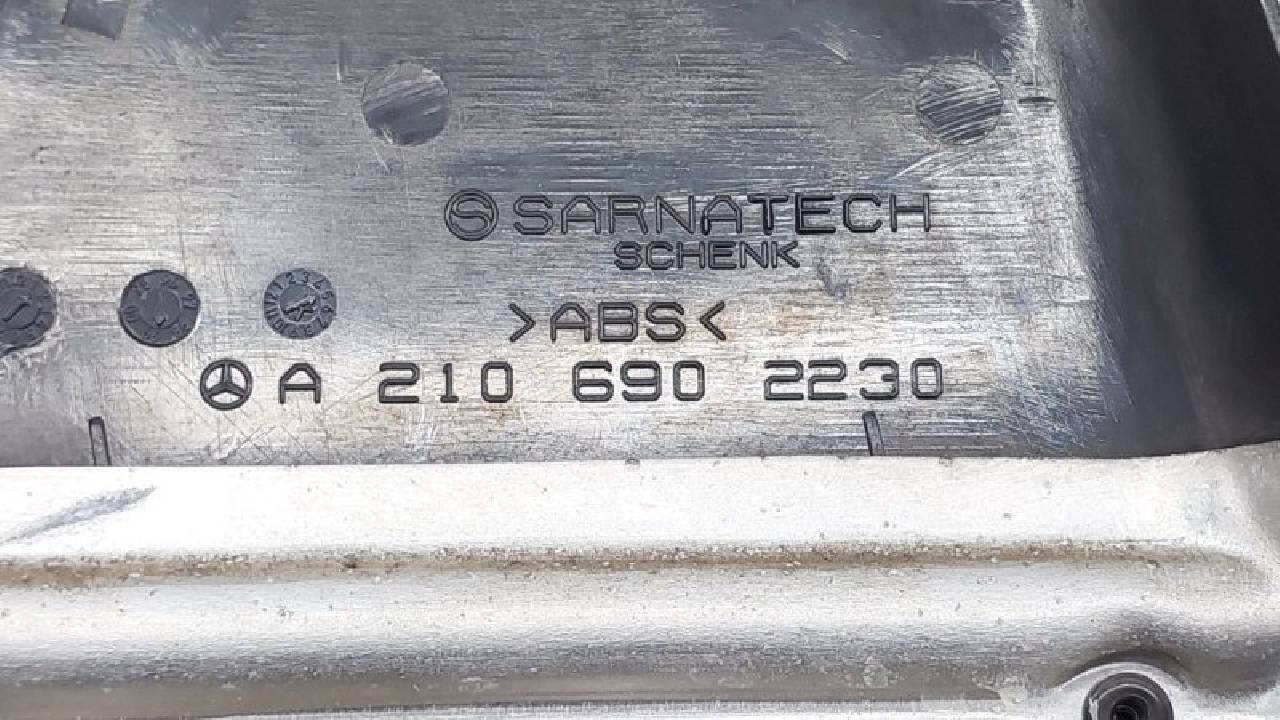 SARNATECH
SCHENK
>ABS<
A 210 690 2230